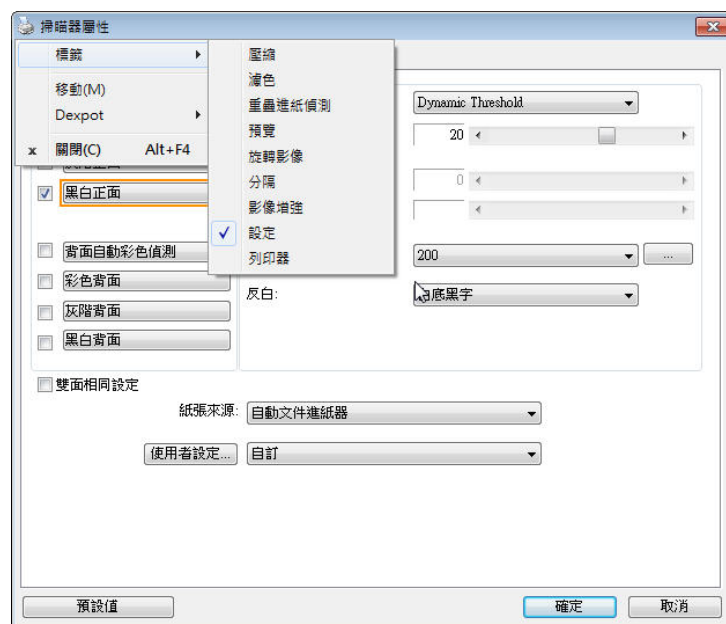 掃瞄器屬性
標籤
移動(M)
Dexpot
x 關閉(C) Alt+F4
壓縮
濾色
重疊進紙偵測
預覽
旋轉影像
分隔
影像增強
設定
列印器
Dynamic Threshold
20
黑白正面
0
背面自動彩色偵測
200
...
彩色背面
反白:
白底黑字
灰階背面
黑白背面
雙面相同設定
紙張來源:
自動文件進紙器
使用者設定...
自訂
預設值
確定
取消